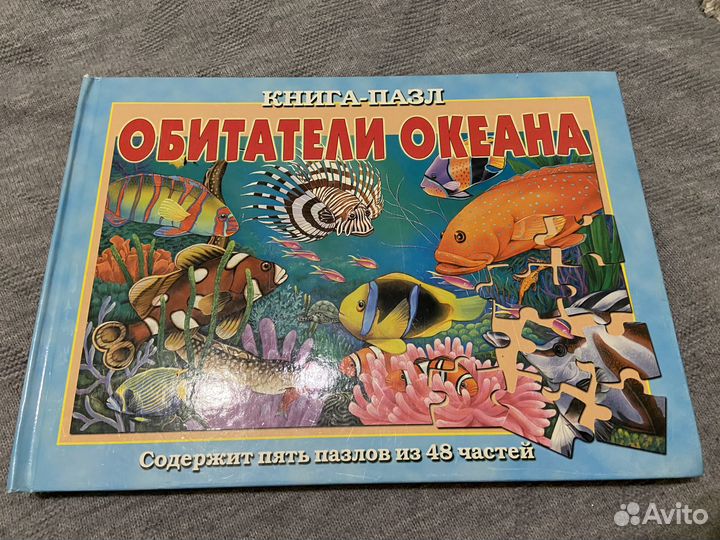 КНИГА-ПАЗЛ
ОБИТАТЕЛИ ОКЕАНА
Содержит пять пазлов из 48 частей
Avito